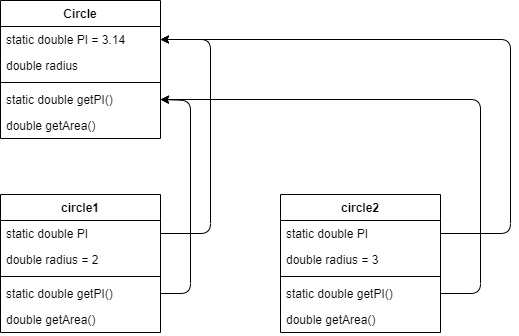 Circle
static double PI = 3.14
double radius
static double getPI()
double getArea()
circle1
static double PI
double radius = 2
static double getPI()
double getArea()
circle2
static double PI
double radius = 3
static double getPI()
double getArea()